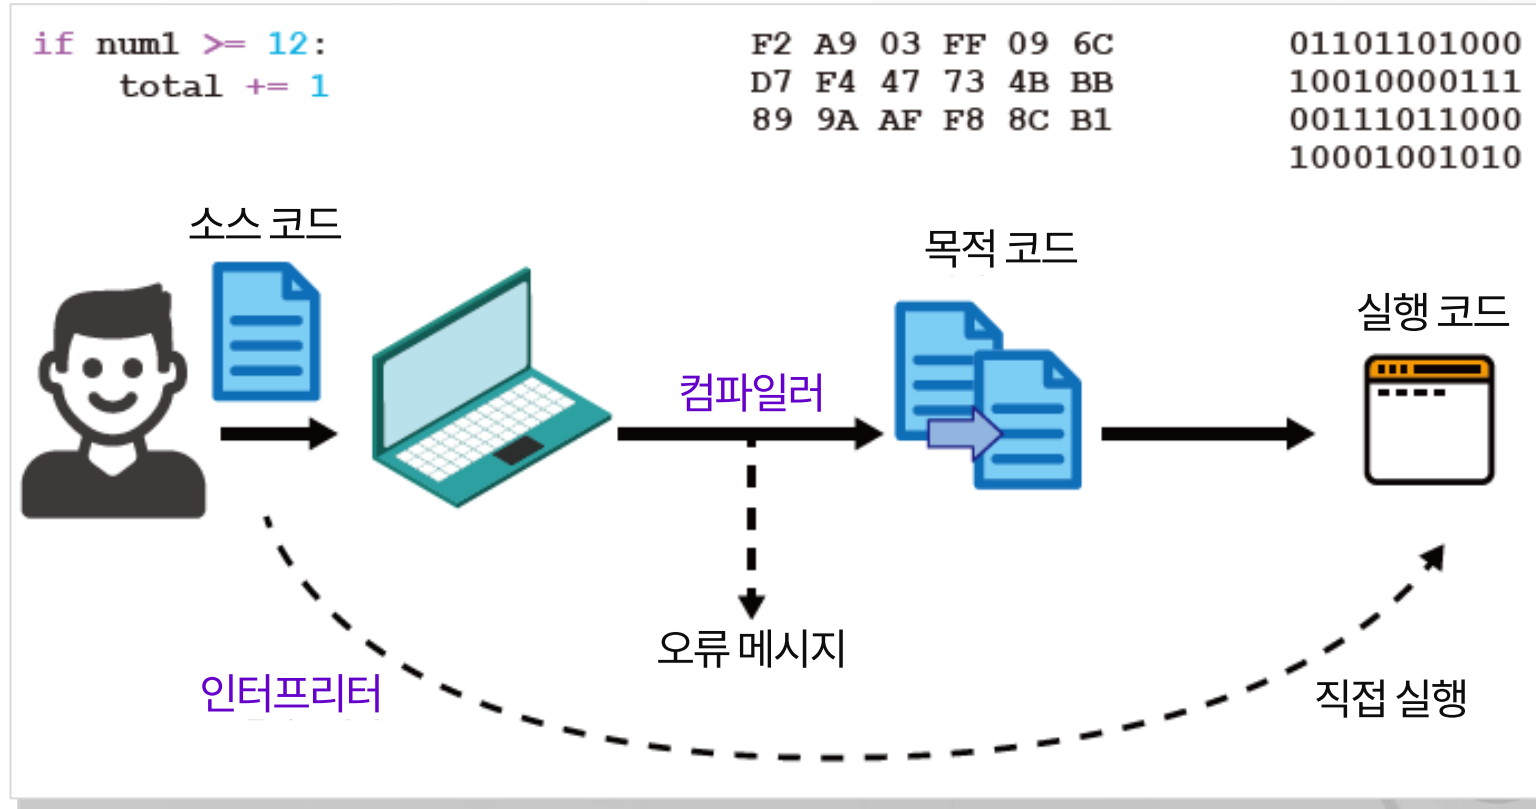 if num1 >= 12:
    total += 1
F2 A9 03 FF 09 6C
D7 F4 47 73 4B BB
89 9A AF F8 8C B1
01101101000
10010000111
00111011000
10001001010
소스 코드
목적 코드
실행 코드
컴파일러
오류 메시지
인터프리터
직접 실행